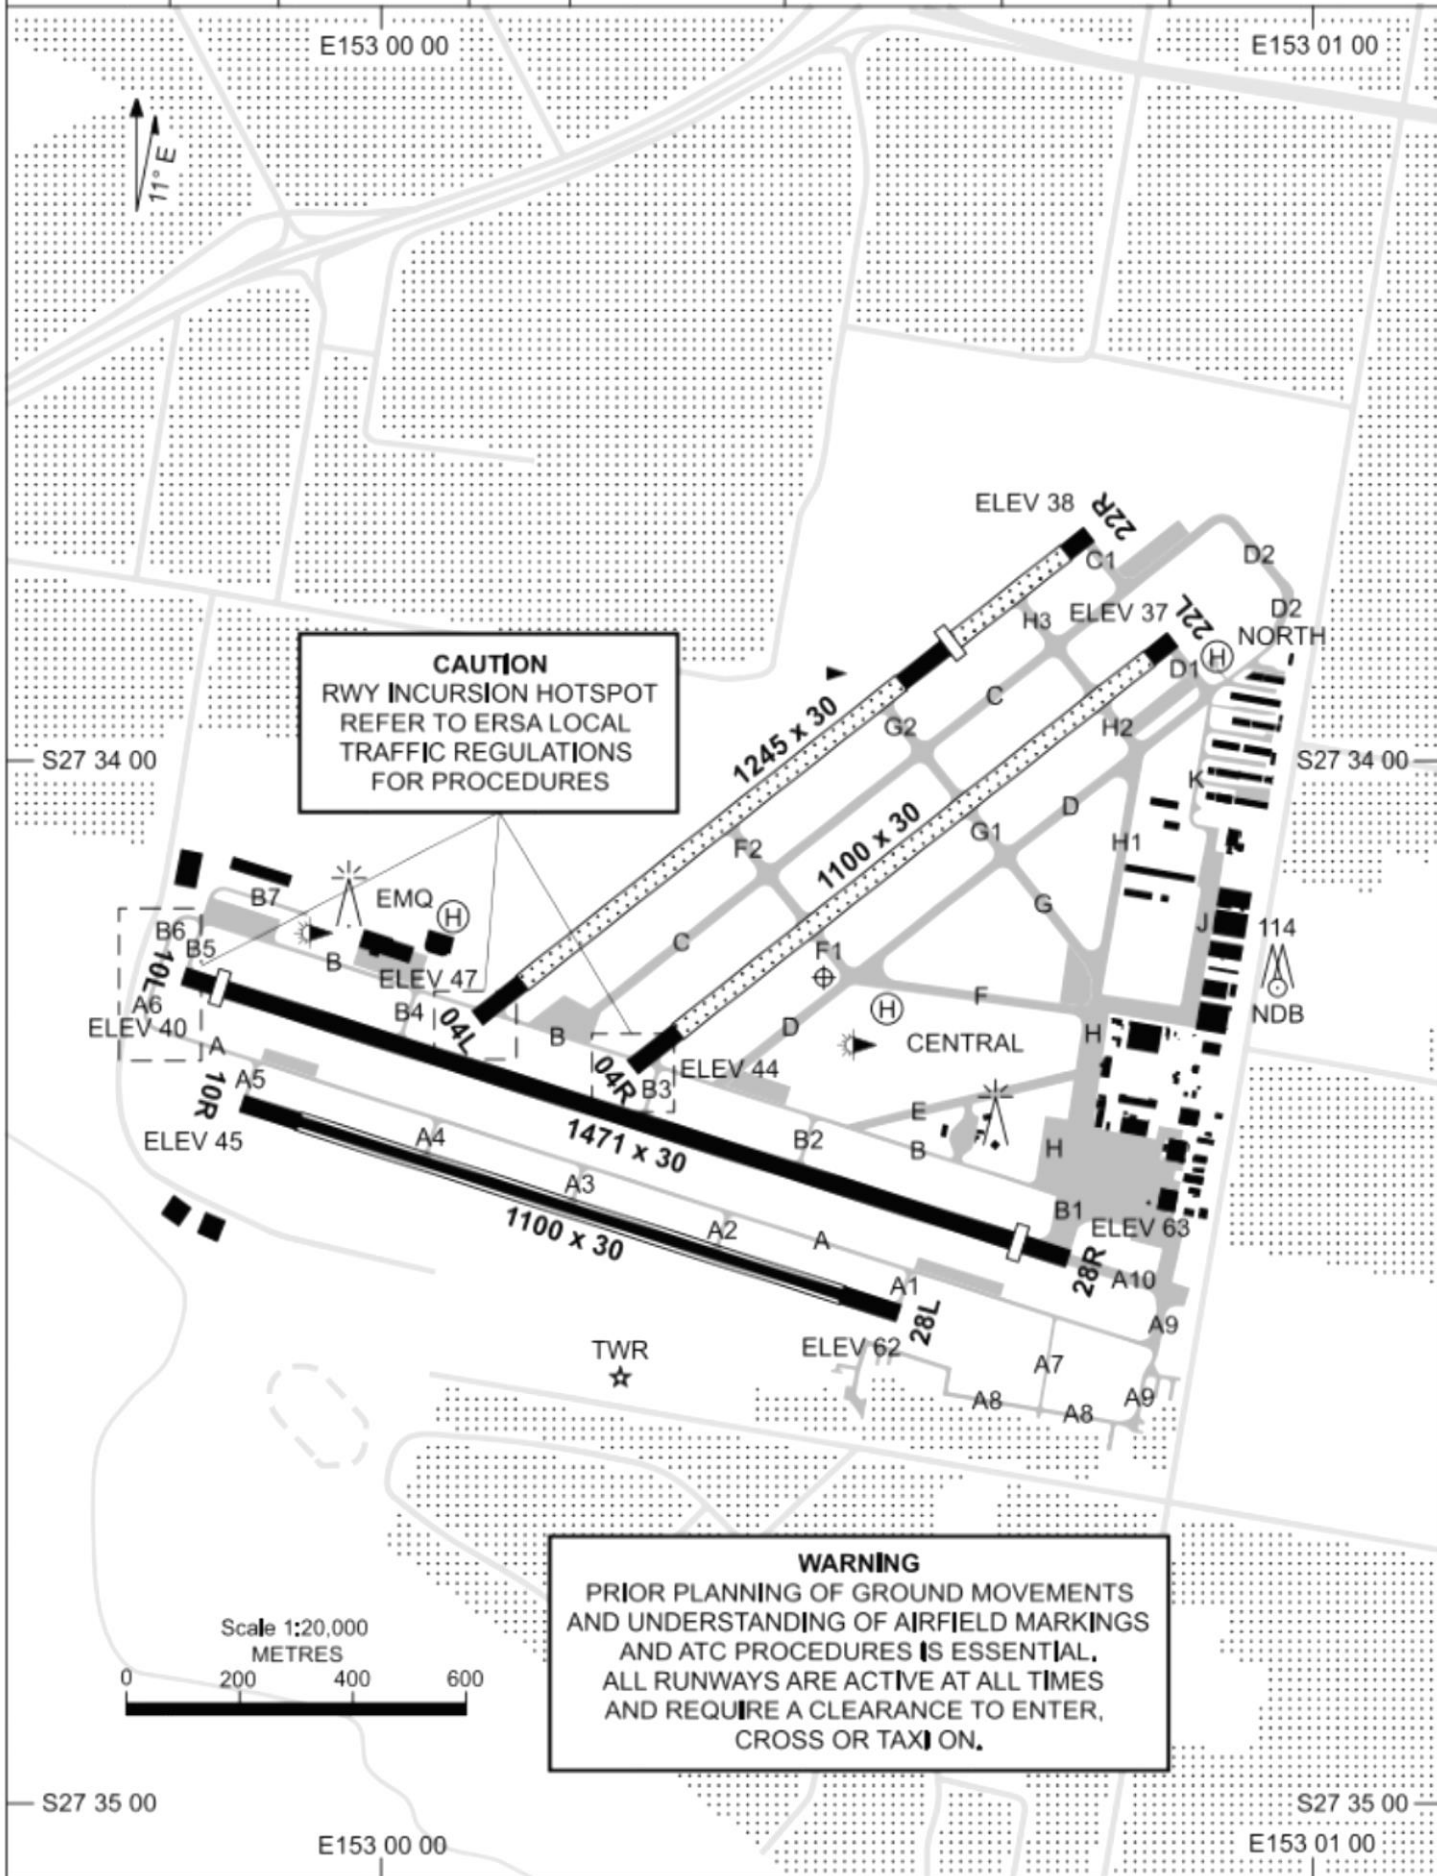 E153 00 00
E153 01 00
11° E
ELEV 38
22R
C1
D2
H3
ELEV 37
22L
D2
NORTH
H
D1
CAUTION
RWY INCURSION HOTSPOT
REFER TO ERSA LOCAL
TRAFFIC REGULATIONS
FOR PROCEDURES
C
G2
H2
1245 x 30
S27 34 00
S27 34 00
K
D
G1
H1
1100 x 30
F2
B7
EMQ
H
G
J
114
B6
B5
B
C
F1
ELEV 47
10L
A6
ELEV 40
B4
04L
F
H
NDB
B
D
H
CENTRAL
A
04R
ELEV 44
B3
A5
10R
E
ELEV 45
A4
1471 x 30
B2
B
H
A3
B1
ELEV 63
1100 x 30
A2
A
28R
A10
A1
28L
A9
TWR
ELEV 62
A7
A8
A8
A9
WARNING
PRIOR PLANNING OF GROUND MOVEMENTS
AND UNDERSTANDING OF AIRFIELD MARKINGS
AND ATC PROCEDURES IS ESSENTIAL.
ALL RUNWAYS ARE ACTIVE AT ALL TIMES
AND REQUIRE A CLEARANCE TO ENTER,
CROSS OR TAXI ON.
Scale 1:20,000
METRES
0 200 400 600
S27 35 00
S27 35 00
E153 00 00
E153 01 00